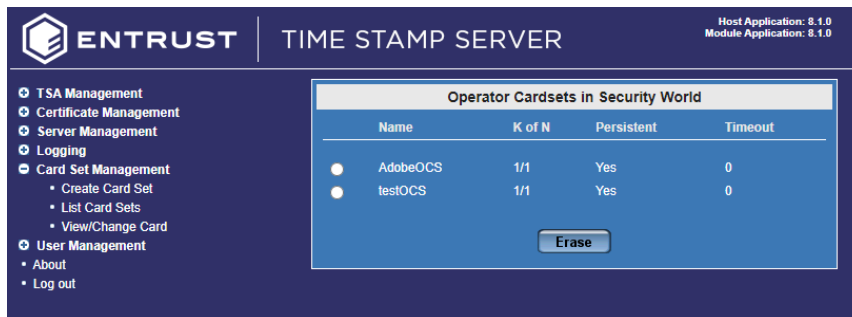 ENTRUST
TIME STAMP SERVER
Host Application: 8.1.0
Module Application: 8.1.0
TSA Management
Certificate Management
Server Management
Logging
Card Set Management
Create Card Set
List Card Sets
View/Change Card
User Management
About
Log out
Operator Cardsets in Security World
Name K of N Persistent Timeout
AdobeOCS 1/1 Yes 0
testOCS 1/1 Yes 0
Erase